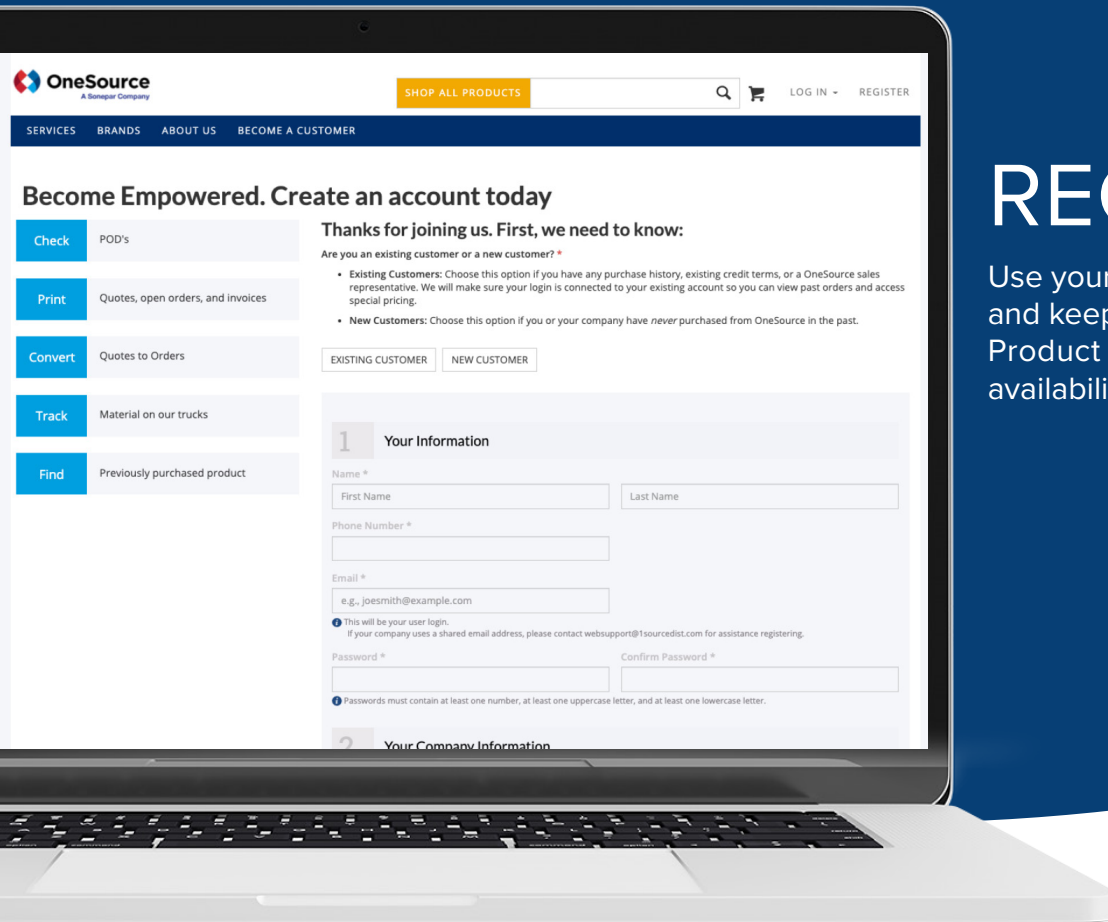 OneSource
A Sonepar Company
SHOP ALL PRODUCTS
LOG IN
REGISTER
SERVICES BRANDS ABOUT US BECOME A CUSTOMER
Become Empowered. Create an account today
Check POD's
Print Quotes, open orders, and invoices
Convert Quotes to Orders
Track Material on our trucks
Find Previously purchased product
Thanks for joining us. First, we need to know:
Are you an existing customer or a new customer? *
• Existing Customers: Choose this option if you have any purchase history, existing credit terms, or a OneSource sales
representative. We will make sure your login is connected to your existing account so you can view past orders and access
special pricing.
• New Customers: Choose this option if you or your company have never purchased from OneSource in the past.
EXISTING CUSTOMER NEW CUSTOMER
1 Your Information
Name *
First Name Last Name
Phone Number *
Email *
e.g., joesmith@example.com
This will be your user login.
If your company uses a shared email address, please contact websupport@1sourcedist.com for assistance registering.
Password * Confirm Password *
Passwords must contain at least one number, at least one uppercase letter, and at least one lowercase letter.
2 Your Company Information
Use your
and keep
Product
option command command option